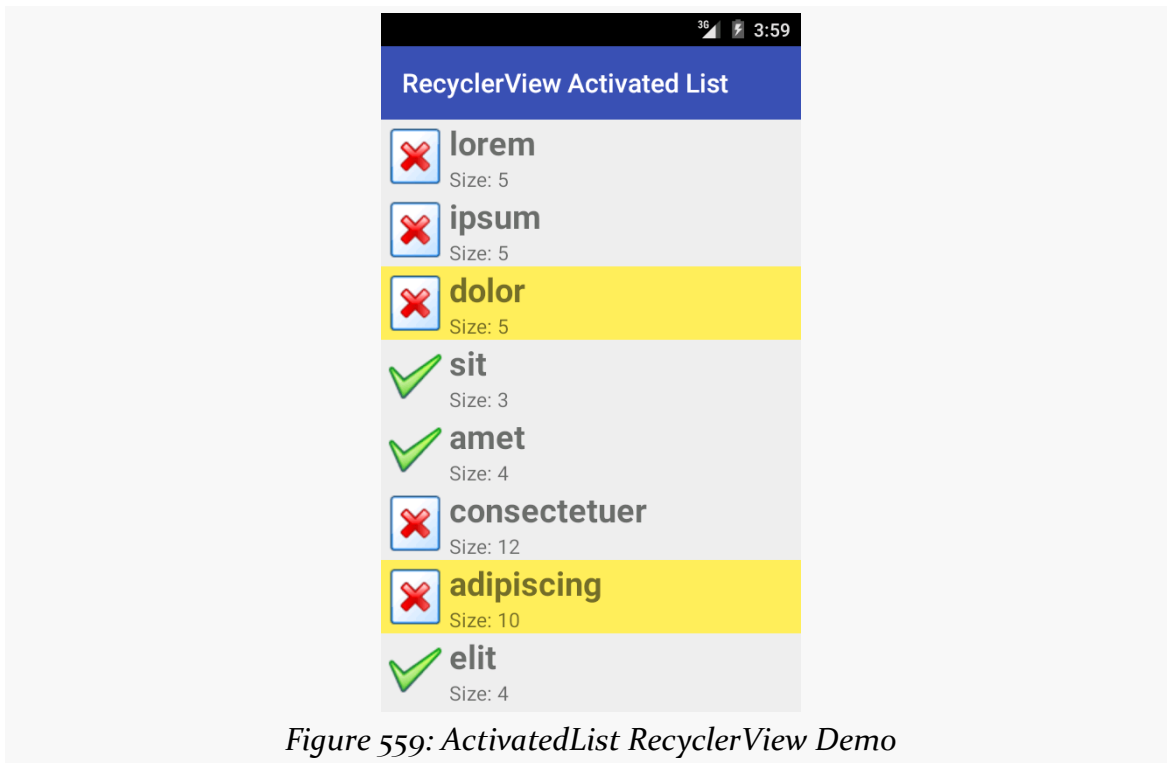 3G 3:59
RecyclerView Activated List
lorem
Size: 5
ipsum
Size: 5
dolor
Size: 5
sit
Size: 3
amet
Size: 4
consectetuer
Size: 12
adipiscing
Size: 10
elit
Size: 4
Figure 559: ActivatedList RecyclerView Demo